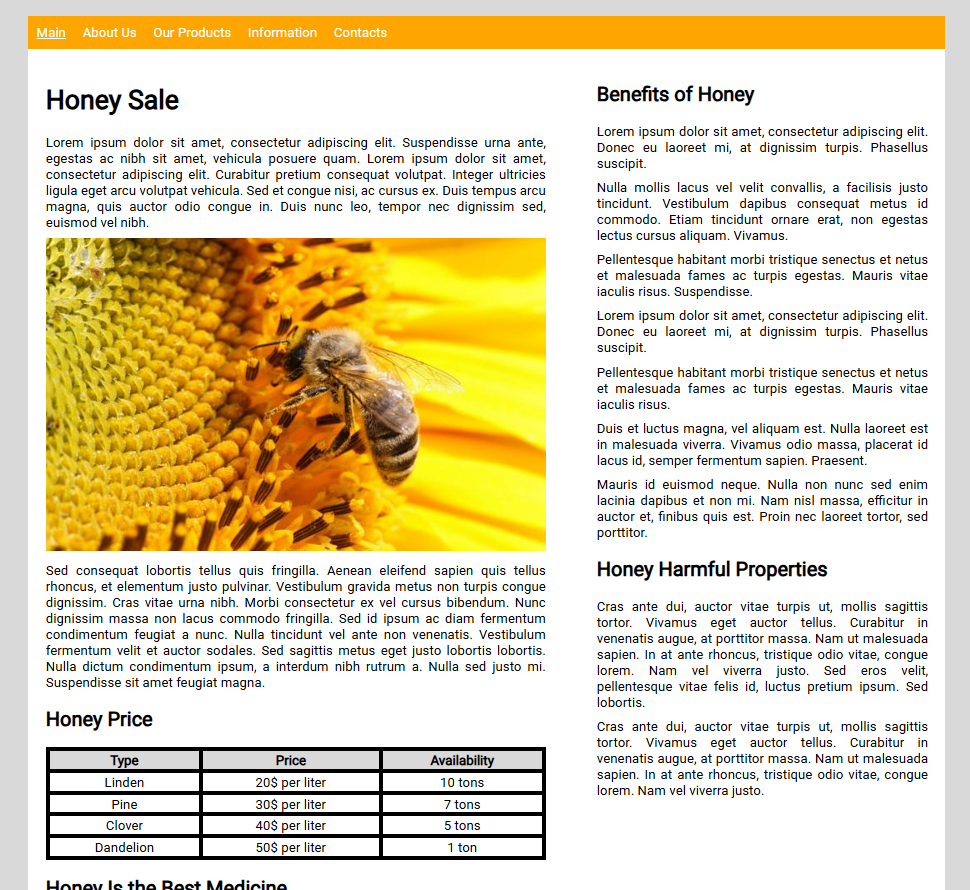 Main About Us Our Products Information Contacts
Honey Sale
Lorem ipsum dolor sit amet, consectetur adipiscing elit. Suspendisse urna ante,
egestas ac nibh sit amet, vehicula posuere quam. Lorem ipsum dolor sit amet,
consectetur adipiscing elit. Curabitur pretium consequat volutpat. Integer ultricies
ligula eget arcu volutpat vehicula. Sed et congue nisi, ac cursus ex. Duis tempus arcu
magna, quis auctor odio congue in. Duis nunc leo, tempor nec dignissim sed,
euismod vel nibh.
Sed consequat lobortis tellus quis fringilla. Aenean eleifend sapien quis tellus
rhoncus, et elementum justo pulvinar. Vestibulum gravida metus non turpis congue
dignissim. Cras vitae urna nibh. Morbi consectetur ex vel cursus bibendum. Nunc
dignissim massa non lacus commodo fringilla. Sed id ipsum ac diam fermentum
condimentum feugiat a nunc. Nulla tincidunt vel ante non venenatis. Vestibulum
fermentum velit et auctor sodales. Sed sagittis metus eget justo lobortis lobortis.
Nulla dictum condimentum ipsum, a interdum nibh rutrum a. Nulla sed justo mi.
Suspendisse sit amet feugiat magna.
Honey Price
Type Price Availability
Linden 20$ per liter 10 tons
Pine 30$ per liter 7 tons
Clover 40$ per liter 5 tons
Dandelion 50$ per liter 1 ton
Honey Is the Best Medicine
Benefits of Honey
Lorem ipsum dolor sit amet, consectetur adipiscing elit.
Donec eu laoreet mi, at dignissim turpis. Phasellus
suscipit.
Nulla mollis lacus vel velit convallis, a facilisis justo
tincidunt. Vestibulum dapibus consequat metus id
commodo. Etiam tincidunt ornare erat, non egestas
lectus cursus aliquam. Vivamus.
Pellentesque habitant morbi tristique senectus et netus
et malesuada fames ac turpis egestas. Mauris vitae
iaculis risus. Suspendisse.
Lorem ipsum dolor sit amet, consectetur adipiscing elit.
Donec eu laoreet mi, at dignissim turpis. Phasellus
suscipit.
Pellentesque habitant morbi tristique senectus et netus
et malesuada fames ac turpis egestas. Mauris vitae
iaculis risus.
Duis et luctus magna, vel aliquam est. Nulla laoreet est
in malesuada viverra. Vivamus odio massa, placerat id
lacus id, semper fermentum sapien. Praesent.
Mauris id euismod neque. Nulla non nunc sed enim
lacinia dapibus et non mi. Nam nisl massa, efficitur in
auctor et, finibus quis est. Proin nec laoreet tortor, sed
porttitor.
Honey Harmful Properties
Cras ante dui, auctor vitae turpis ut, mollis sagittis
tortor. Vivamus eget auctor tellus. Curabitur in
venenatis augue, at porttitor massa. Nam ut malesuada
sapien. In at ante rhoncus, tristique odio vitae, congue
lorem. Nam vel viverra justo. Sed eros velit,
pellentesque vitae felis id, luctus pretium ipsum. Sed
lobortis.
Cras ante dui, auctor vitae turpis ut, mollis sagittis
tortor. Vivamus eget auctor tellus. Curabitur in
venenatis augue, at porttitor massa. Nam ut malesuada
sapien. In at ante rhoncus, tristique odio vitae, congue
lorem. Nam vel viverra justo.